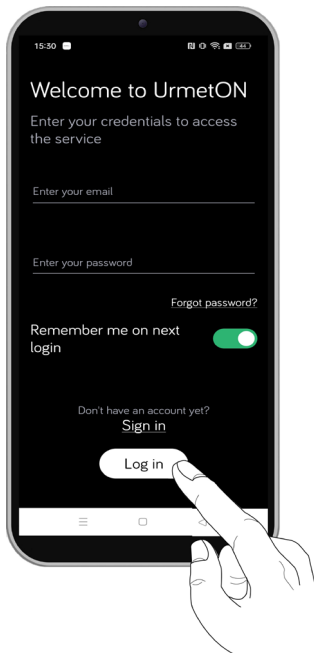 15:30
44
Welcome to UrmetON
Enter your credentials to access
the service
Enter your email
Enter your password
Forgot password?
Remember me on next
login
Don't have an account yet?
Sign in
Log in